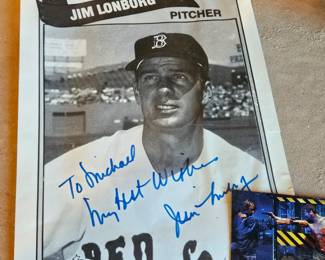 JIM LONBORG
PITCHER
B
To Michael
My Best Wishes
Jim Lonborg
RED SO